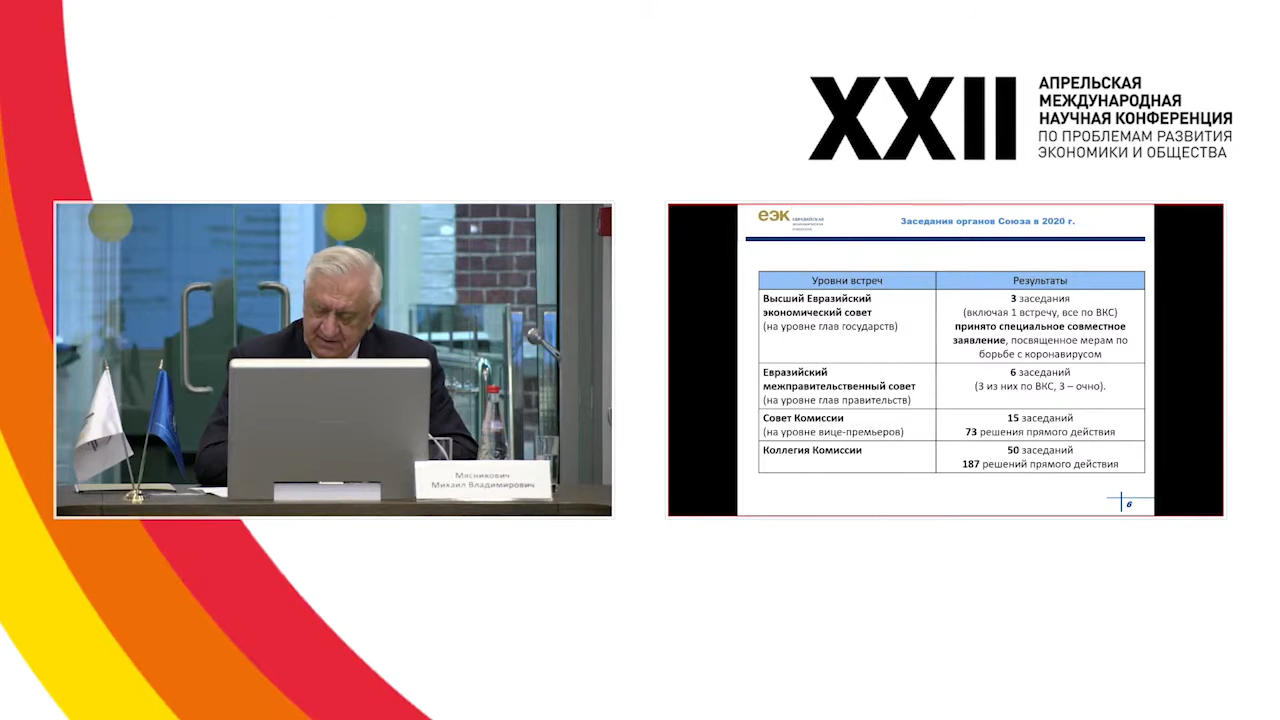 XXII
АПРЕЛЬСКАЯ
МЕЖДУНАРОДНАЯ
НАУЧНАЯ КОНФЕРЕНЦИЯ
ПО ПРОБЛЕМАМ РАЗВИТИЯ
ЭКОНОМИКИ И ОБЩЕСТВА
Мясникович
Михаил Владимирович
еэк
ЕВРАЗИЙСКАЯ
ЭКОНОМИЧЕСКАЯ
КОМИССИЯ
Заседания органов Союза в 2020 г.
Уровни встреч
Результаты
Высший Евразийский
экономический совет
(на уровне глав государств)
3 заседания
(включая 1 встречу, все по ВКС)
принято специальное совместное
заявление, посвященное мерам по
борьбе с коронавирусом
Евразийский
межправительственный совет
(на уровне глав правительств)
6 заседаний
(3 из них по ВКС, 3 – очно).
Совет Комиссии
(на уровне вице-премьеров)
15 заседаний
73 решения прямого действия
Коллегия Комиссии
50 заседаний
187 решений прямого действия
6